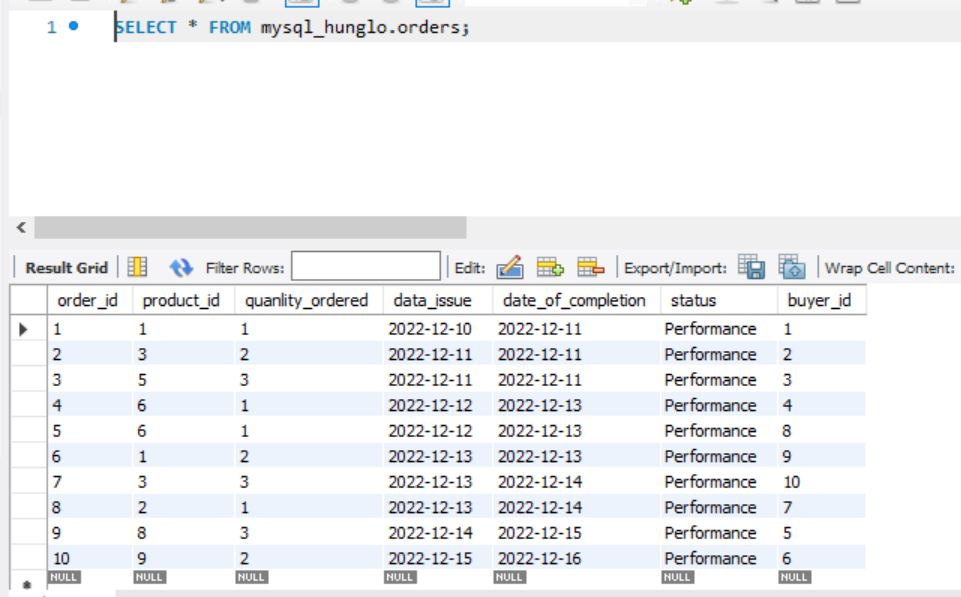 1 SELECT * FROM mysql_hunglo.orders;
Result Grid Filter Rows: Edit: Export/Import: Wrap Cell Content:
order_id product_id quanlity_ordered data_issue date_of_completion status buyer_id
1 1 1 2022-12-10 2022-12-11 Performance 1
2 3 2 2022-12-11 2022-12-11 Performance 2
3 5 3 2022-12-11 2022-12-11 Performance 3
4 6 1 2022-12-12 2022-12-13 Performance 4
5 6 1 2022-12-12 2022-12-13 Performance 8
6 1 2 2022-12-13 2022-12-13 Performance 9
7 3 3 2022-12-13 2022-12-14 Performance 10
8 2 1 2022-12-13 2022-12-14 Performance 7
9 8 3 2022-12-14 2022-12-15 Performance 5
10 9 2 2022-12-15 2022-12-16 Performance 6
NULL NULL NULL NULL NULL NULL NULL